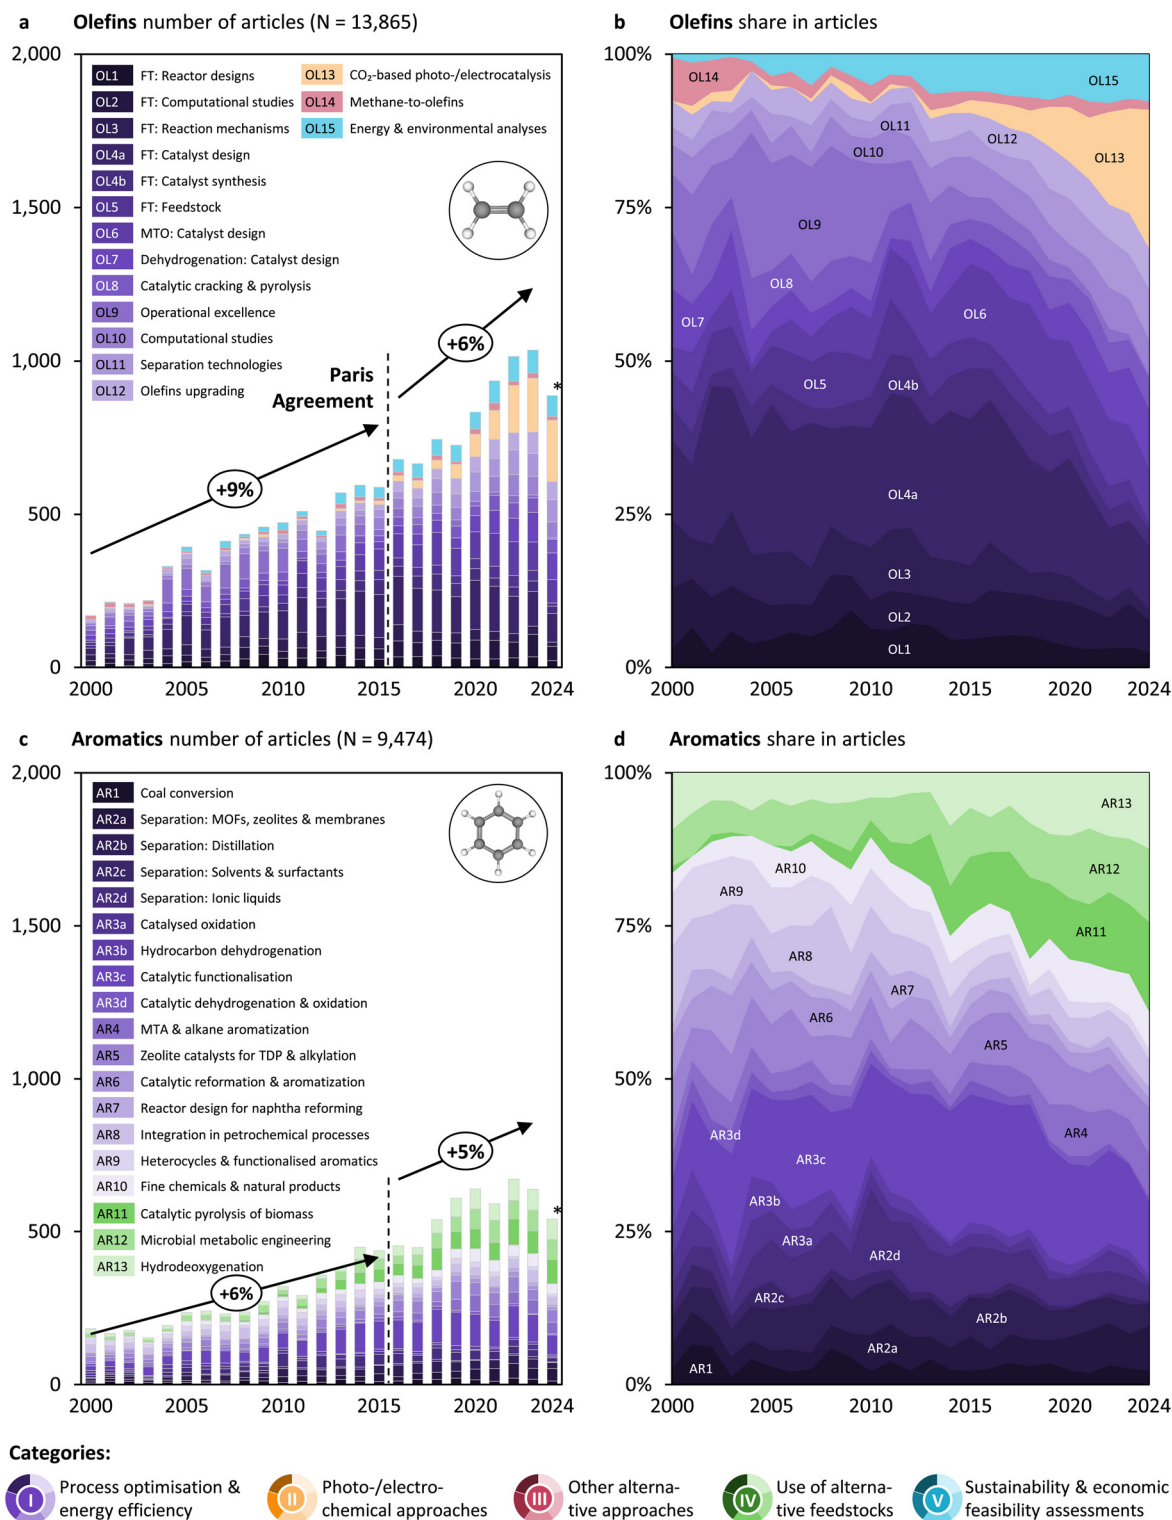 a Olefins number of articles (N = 13,865)
2,000
1,500
1,000
500
0
OL1 FT: Reactor designs
OL2 FT: Computational studies
OL3 FT: Reaction mechanisms
OL4a FT: Catalyst design
OL4b FT: Catalyst synthesis
OL5 FT: Feedstock
OL6 MTO: Catalyst design
OL7 Dehydrogenation: Catalyst design
OL8 Catalytic cracking & pyrolysis
OL9 Operational excellence
OL10 Computational studies
OL11 Separation technologies
OL12 Olefins upgrading
OL13 CO₂-based photo-/electrocatalysis
OL14 Methane-to-olefins
OL15 Energy & environmental analyses
+9%
Paris
Agreement
+6%
*
2000 2005 2010 2015 2020 2024
b Olefins share in articles
100%
75%
50%
25%
0%
OL14
OL15
OL11
OL12
OL10
OL13
OL9
OL8
OL7
OL6
OL5
OL4b
OL4a
OL3
OL2
OL1
2000 2005 2010 2015 2020 2024
c Aromatics number of articles (N = 9,474)
2,000
1,500
1,000
500
0
AR1 Coal conversion
AR2a Separation: MOFs, zeolites & membranes
AR2b Separation: Distillation
AR2c Separation: Solvents & surfactants
AR2d Separation: Ionic liquids
AR3a Catalysed oxidation
AR3b Hydrocarbon dehydrogenation
AR3c Catalytic functionalisation
AR3d Catalytic dehydrogenation & oxidation
AR4 MTA & alkane aromatization
AR5 Zeolite catalysts for TDP & alkylation
AR6 Catalytic reformation & aromatization
AR7 Reactor design for naphtha reforming
AR8 Integration in petrochemical processes
AR9 Heterocycles & functionalised aromatics
AR10 Fine chemicals & natural products
AR11 Catalytic pyrolysis of biomass
AR12 Microbial metabolic engineering
AR13 Hydrodeoxygenation
+6%
+5%
*
2000 2005 2010 2015 2020 2024
d Aromatics share in articles
100%
75%
50%
25%
0%
AR13
AR10
AR12
AR9
AR11
AR8
AR7
AR6
AR5
AR3d
AR4
AR3c
AR3b
AR3a
AR2d
AR2c
AR2b
AR2a
AR1
2000 2005 2010 2015 2020 2024
Categories:
I Process optimisation &
energy efficiency
II Photo-/electro-
chemical approaches
III Other alterna-
tive approaches
IV Use of alterna-
tive feedstocks
V Sustainability & economic
feasibility assessments